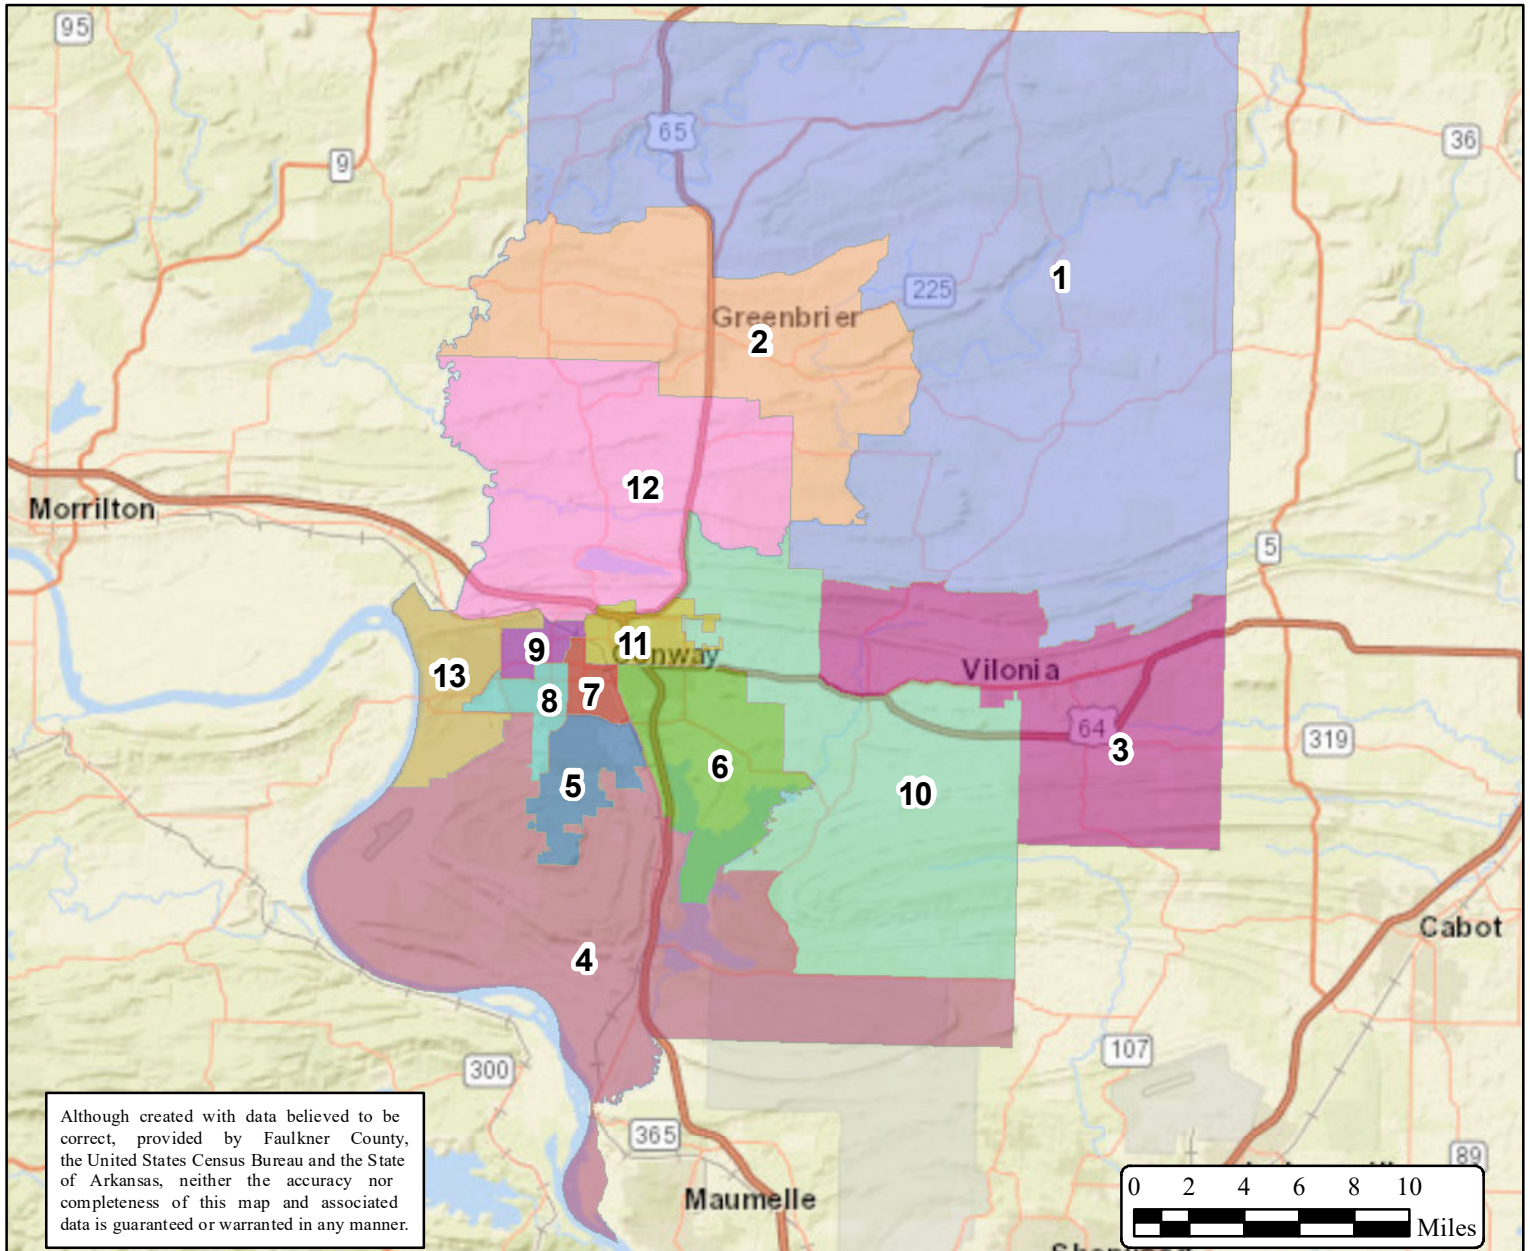 95
65
36
9
1
225
Greenbrier
2
12
Morrilton
5
11
9
Conway
Vilonia
13
8
7
64
319
3
6
5
10
Cabot
4
107
300
Although created with data believed to be
correct, provided by Faulkner County,
the United States Census Bureau and the State
of Arkansas, neither the accuracy nor
completeness of this map and associated
data is guaranteed or warranted in any manner.
365
89
Maumelle
0 2 4 6 8 10
Miles